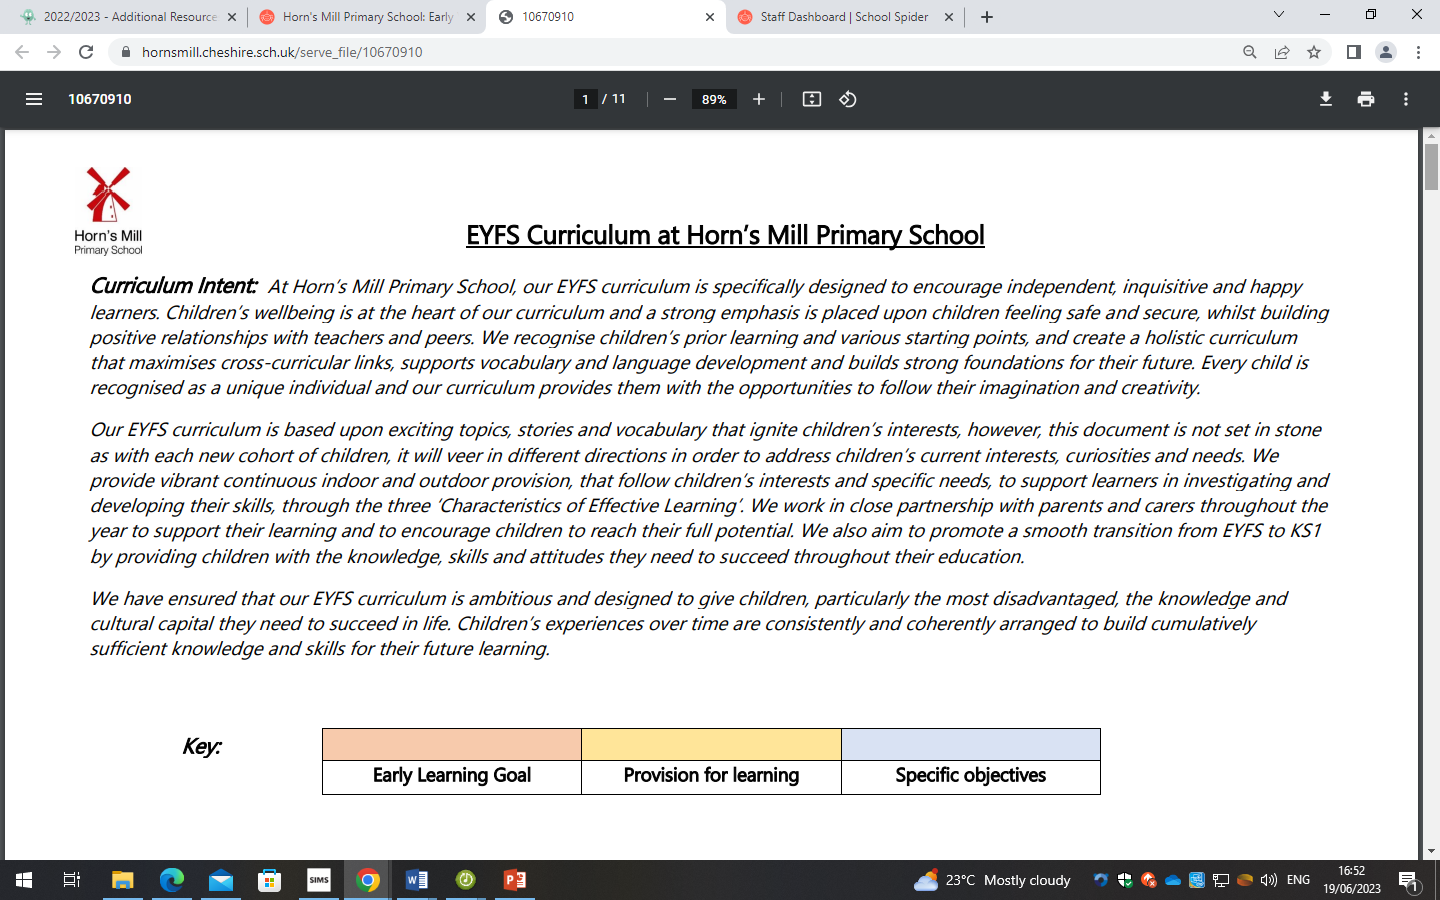 2022/2023 - Additional Resource
Horn's Mill Primary School: Early
10670910
Staff Dashboard | School Spider
hornsmill.cheshire.sch.uk/serve_file/10670910
10670910
1 / 11
89%
Horn's Mill
Primary School
EYFS Curriculum at Horn's Mill Primary School
Curriculum Intent: At Horn's Mill Primary School, our EYFS curriculum is specifically designed to encourage independent, inquisitive and happy
learners. Children's wellbeing is at the heart of our curriculum and a strong emphasis is placed upon children feeling safe and secure, whilst building
positive relationships with teachers and peers. We recognise children's prior learning and various starting points, and create a holistic curriculum
that maximises cross-curricular links, supports vocabulary and language development and builds strong foundations for their future. Every child is
recognised as a unique individual and our curriculum provides them with the opportunities to follow their imagination and creativity.
Our EYFS curriculum is based upon exciting topics, stories and vocabulary that ignite children's interests, however, this document is not set in stone
as with each new cohort of children, it will veer in different directions in order to address children's current interests, curiosities and needs. We
provide vibrant continuous indoor and outdoor provision, that follow children's interests and specific needs, to support learners in investigating and
developing their skills, through the three 'Characteristics of Effective Learning'. We work in close partnership with parents and carers throughout the
year to support their learning and to encourage children to reach their full potential. We also aim to promote a smooth transition from EYFS to KS1
by providing children with the knowledge, skills and attitudes they need to succeed throughout their education.
We have ensured that our EYFS curriculum is ambitious and designed to give children, particularly the most disadvantaged, the knowledge and
cultural capital they need to succeed in life. Children's experiences over time are consistently and coherently arranged to build cumulatively
sufficient knowledge and skills for their future learning.
Key:
Early Learning Goal
Provision for learning
Specific objectives
SIMS
23°C Mostly cloudy
ENG
16:52
19/06/2023
1